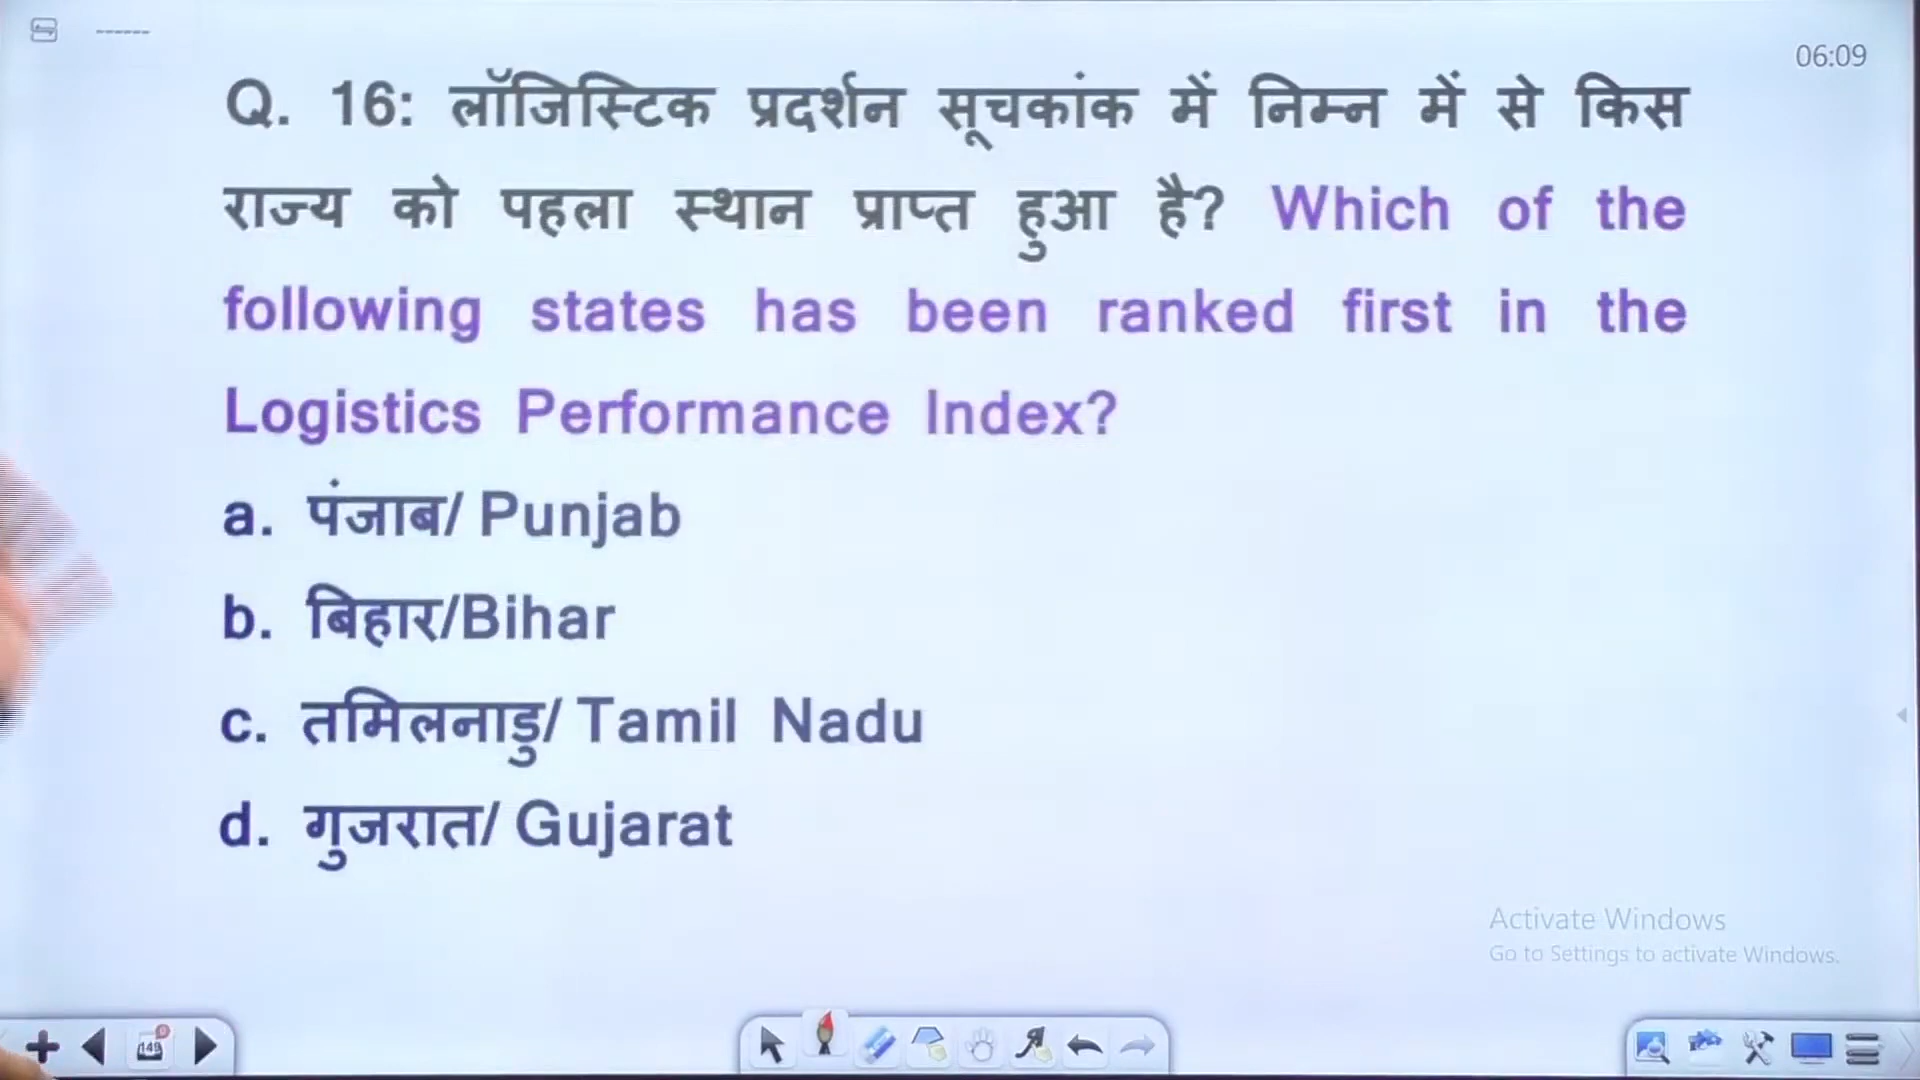 06:09
Q. 16: लॉजिस्टिक प्रदर्शन सूचकांक में निम्न में से किस
राज्य को पहला स्थान प्राप्त हुआ है? Which of the
following states has been ranked first in the
Logistics Performance Index?
a. पंजाब/ Punjab
b. बिहार/Bihar
c. तमिलनाडु/ Tamil Nadu
d. गुजरात/ Gujarat
Activate Windows
Go to Settings to activate Windows.
149